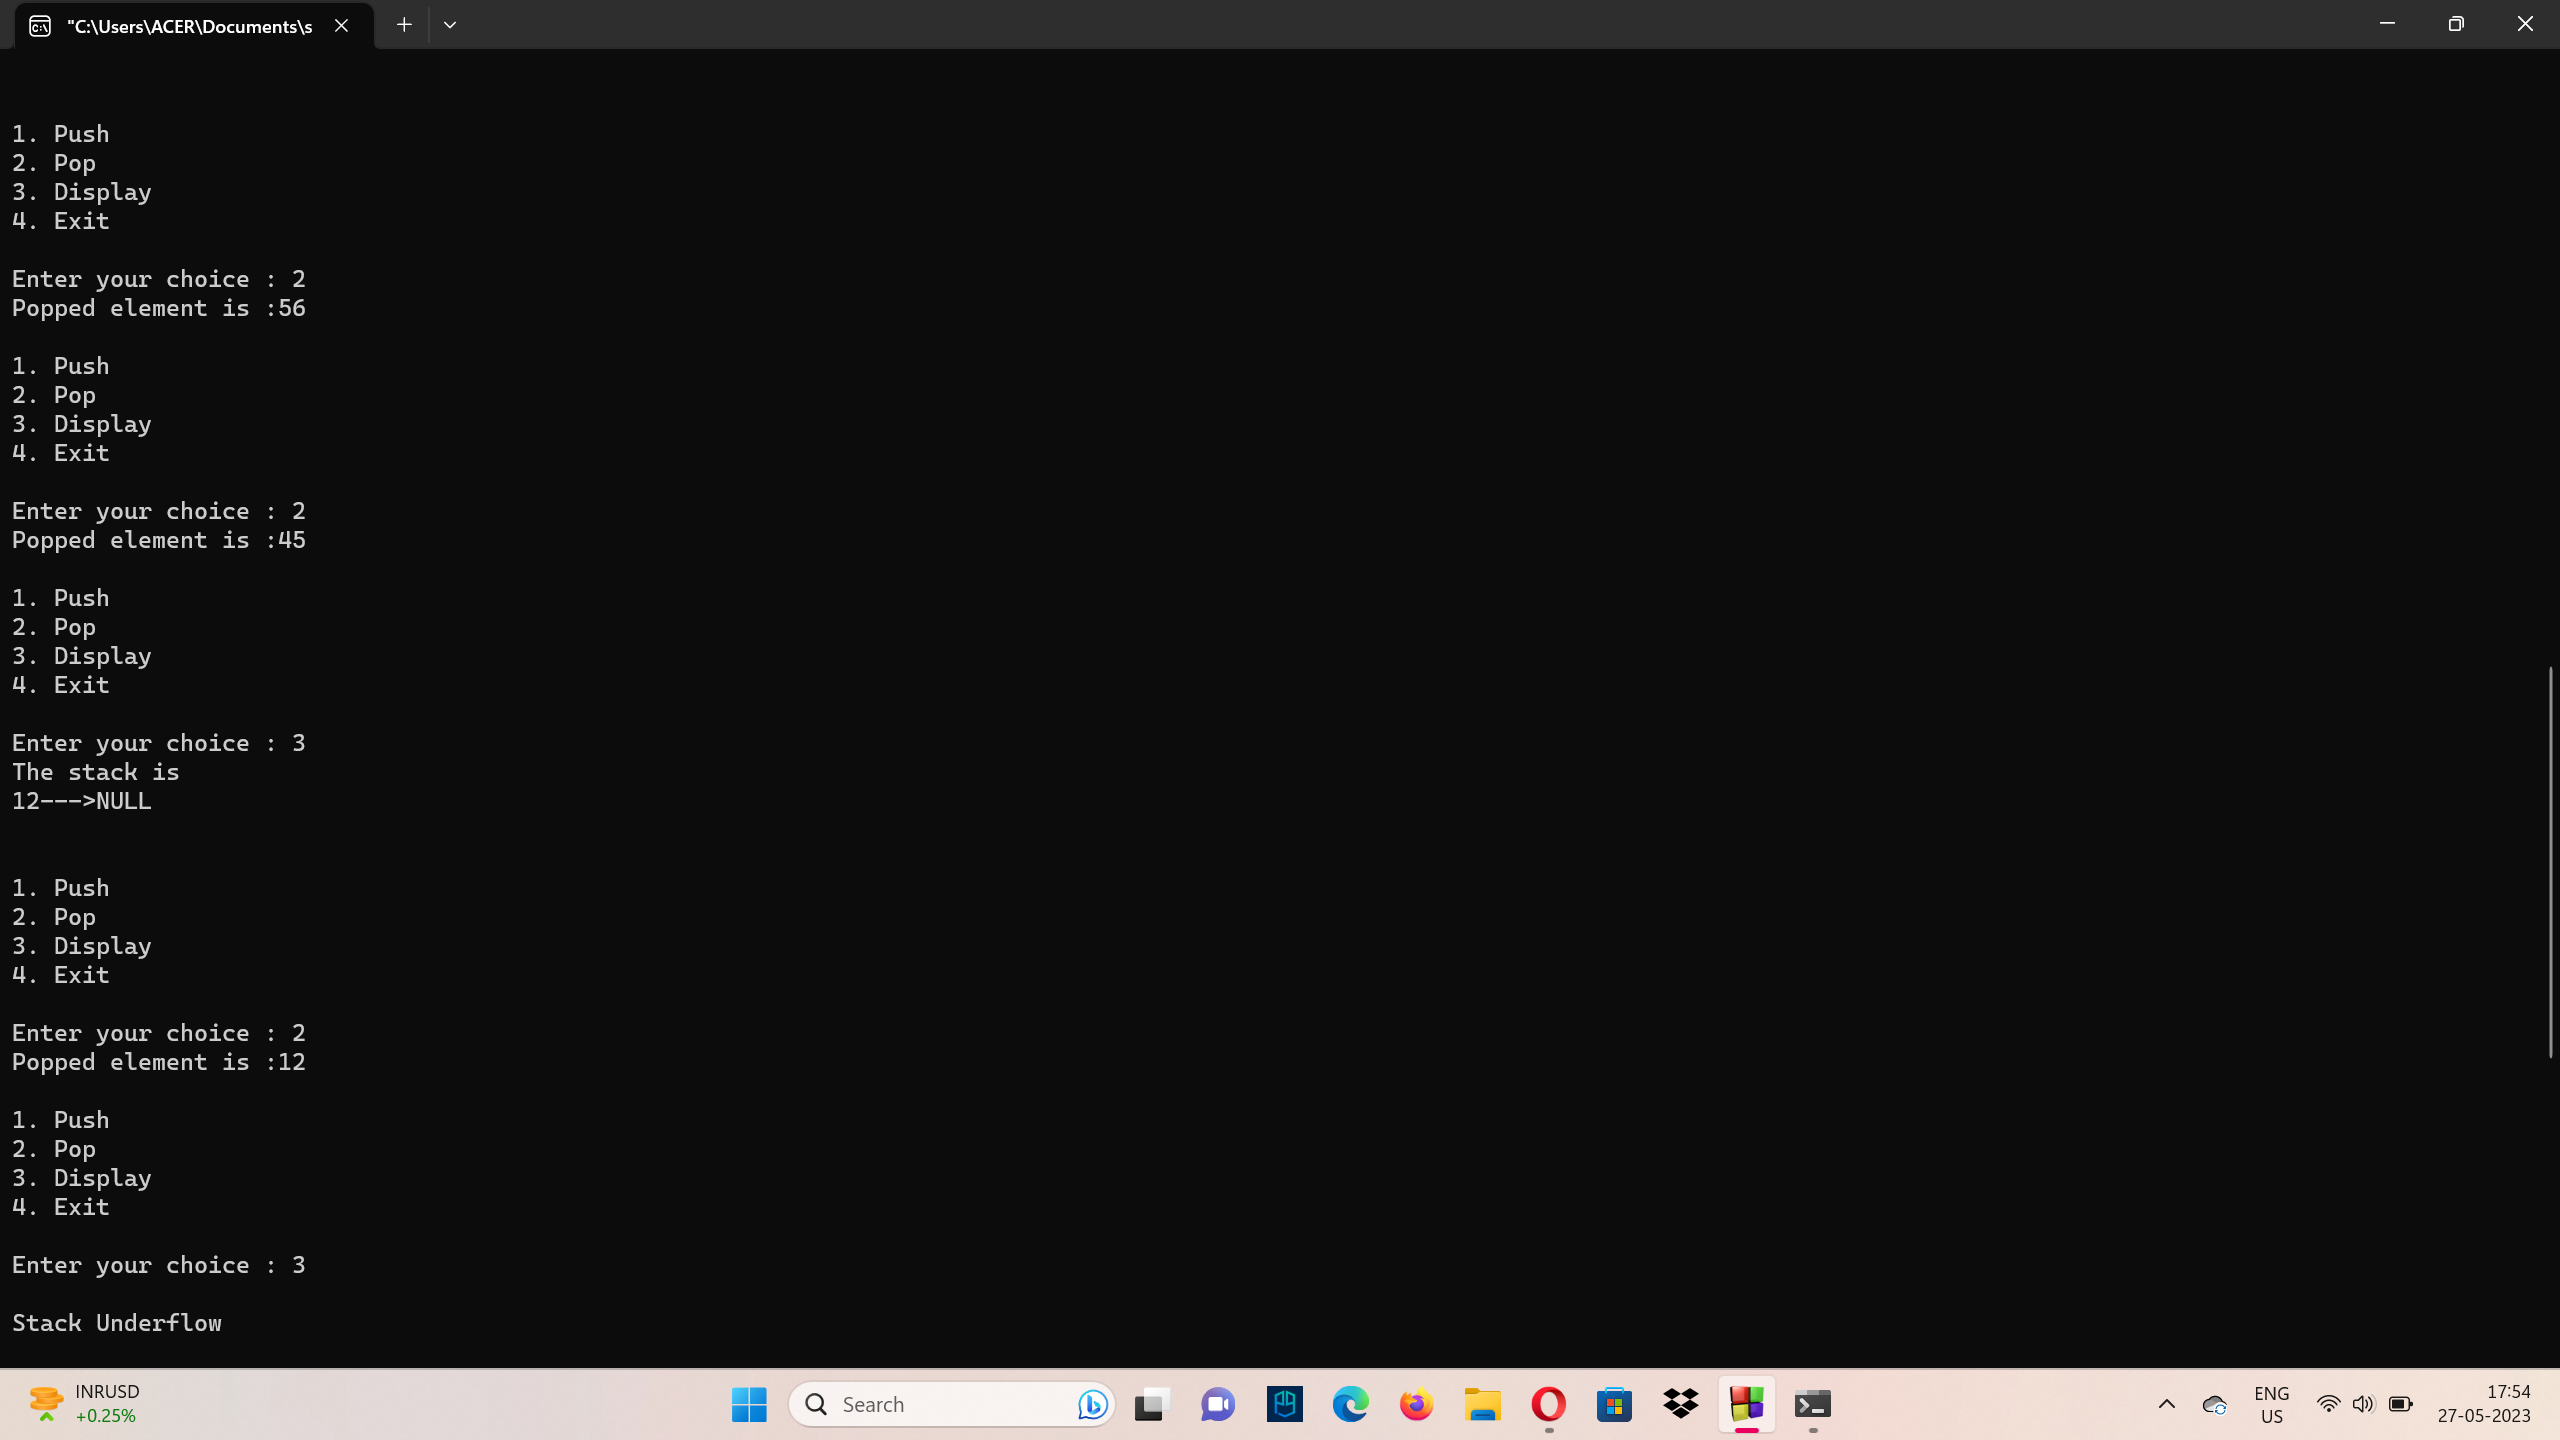 "C:\Users\ACER\Documents\s
1. Push
2. Pop
3. Display
4. Exit
Enter your choice : 2
Popped element is :56
1. Push
2. Pop
3. Display
4. Exit
Enter your choice : 2
Popped element is :45
1. Push
2. Pop
3. Display
4. Exit
Enter your choice : 3
The stack is
12--->NULL
1. Push
2. Pop
3. Display
4. Exit
Enter your choice : 2
Popped element is :12
1. Push
2. Pop
3. Display
4. Exit
Enter your choice : 3
Stack Underflow
INRUSD
+0.25%
Search
ENG
US
17:54
27-05-2023